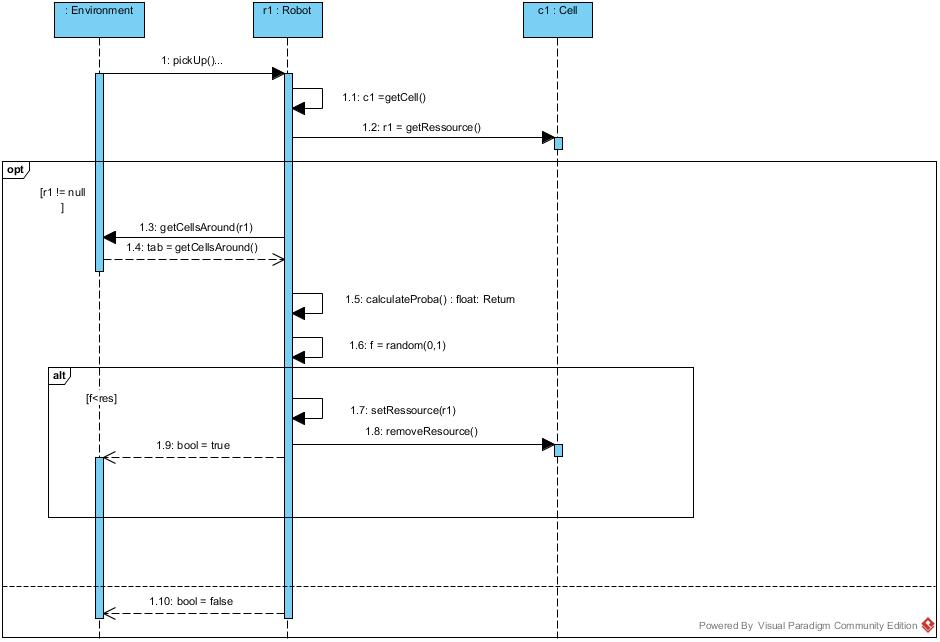 : Environment
r1 : Robot
c1 : Cell
1: pickUp()...
1.1: c1 =getCell()
1.2: r1 = getRessource()
opt
[r1 != null
]
1.3: getCellsAround(r1)
1.4: tab = getCellsAround()
1.5: calculateProba() : float: Return
1.6: f = random(0,1)
alt
[f<res]
1.7: setRessource(r1)
1.8: removeResource()
1.9: bool = true
1.10: bool = false
Powered By Visual Paradigm Community Edition